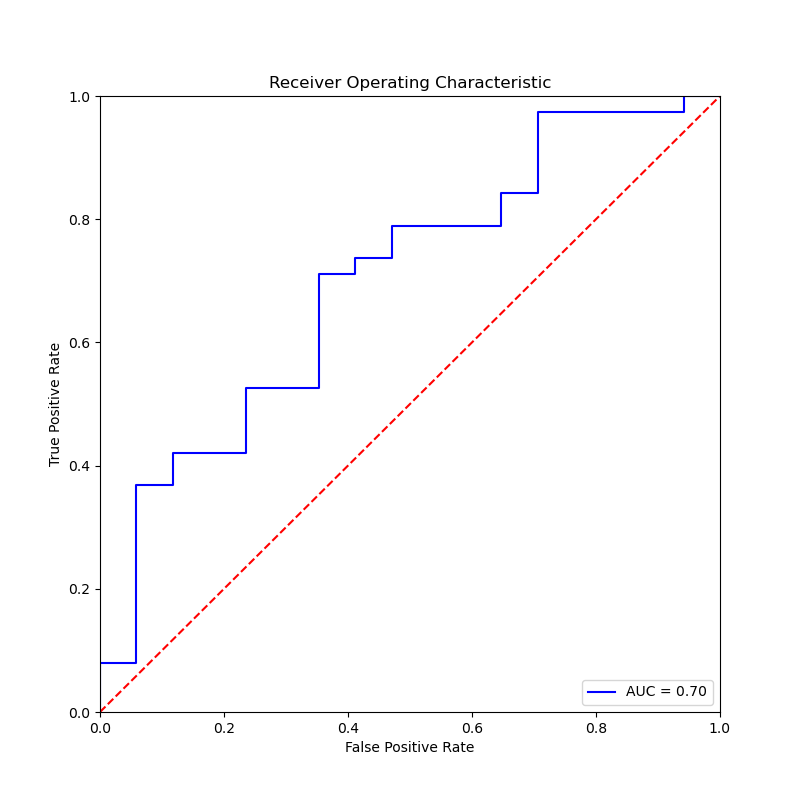 Receiver Operating Characteristic
1.0
0.8
0.6
0.4
0.2
0.0
True Positive Rate
AUC = 0.70
0.0 0.2 0.4 0.6 0.8 1.0
False Positive Rate